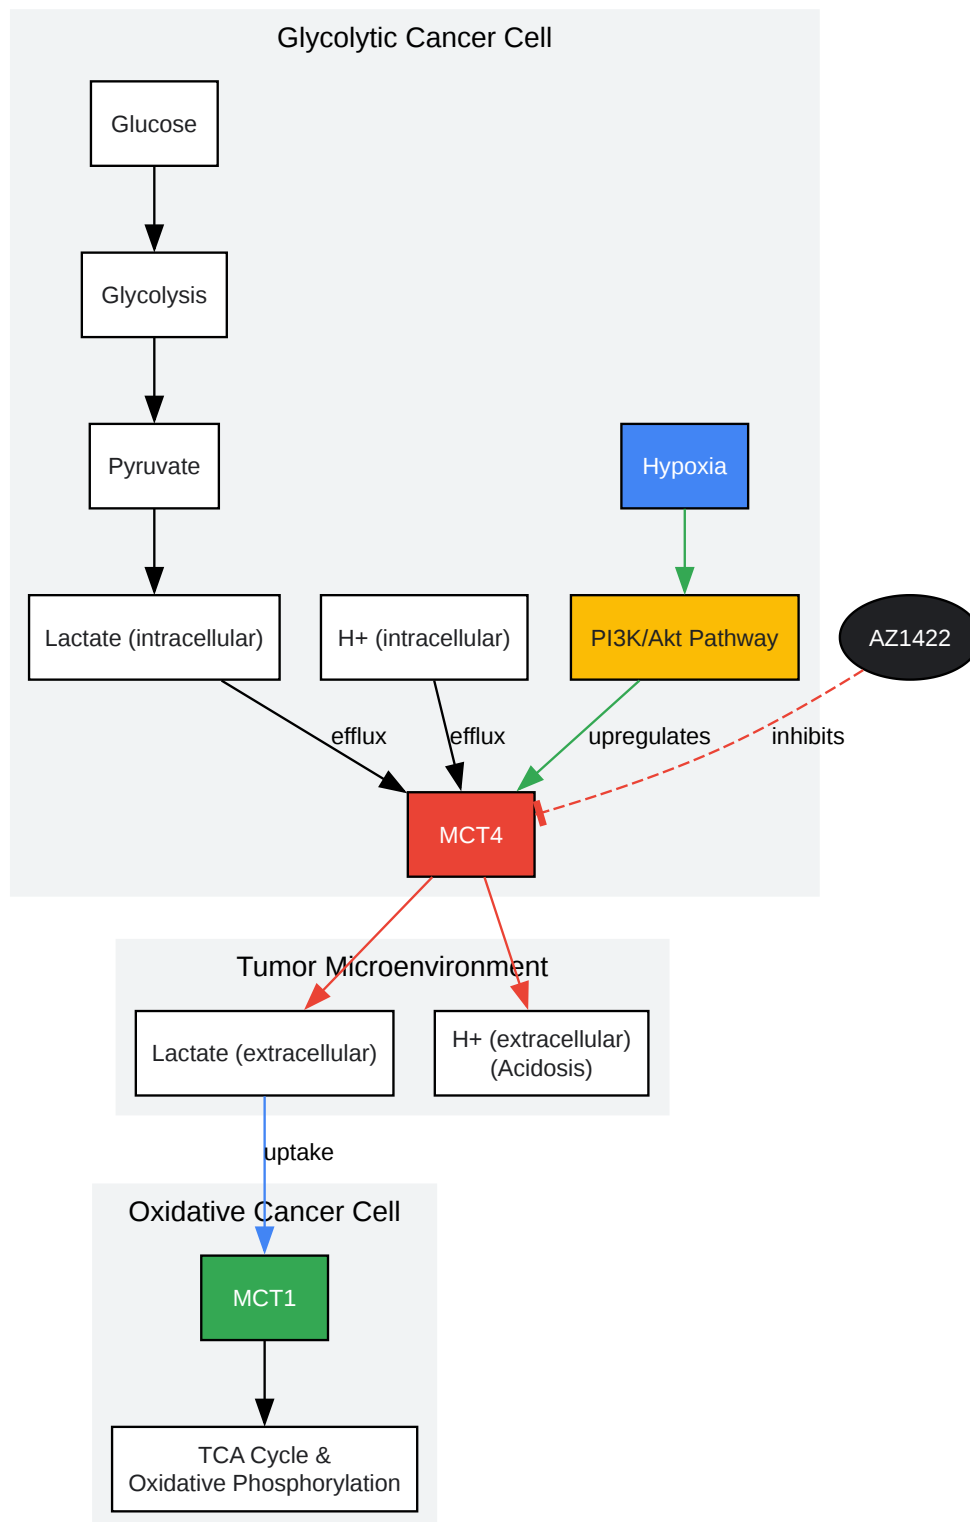 Glycolytic Cancer Cell
Glucose
Glycolysis
Pyruvate
Hypoxia
Lactate (intracellular)
H+ (intracellular)
PI3K/Akt Pathway
AZ1422
efflux
efflux
upregulates
inhibits
MCT4
Tumor Microenvironment
Lactate (extracellular)
H+ (extracellular)
(Acidosis)
uptake
Oxidative Cancer Cell
MCT1
TCA Cycle &
Oxidative Phosphorylation